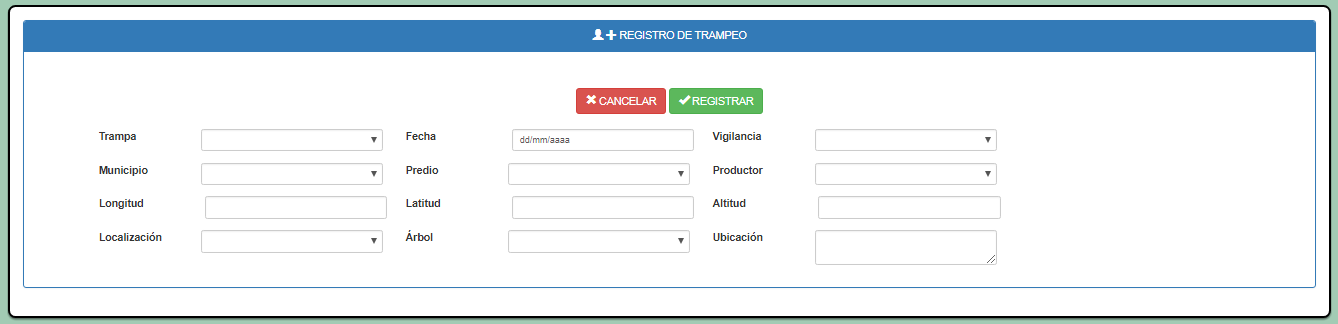 REGISTRO DE TRAMPEO
CANCELAR REGISTRAR
Trampa Fecha dd/mm/aaaa Vigilancia
Municipio Predio Productor
Longitud Latitud Altitud
Localización Árbol Ubicación